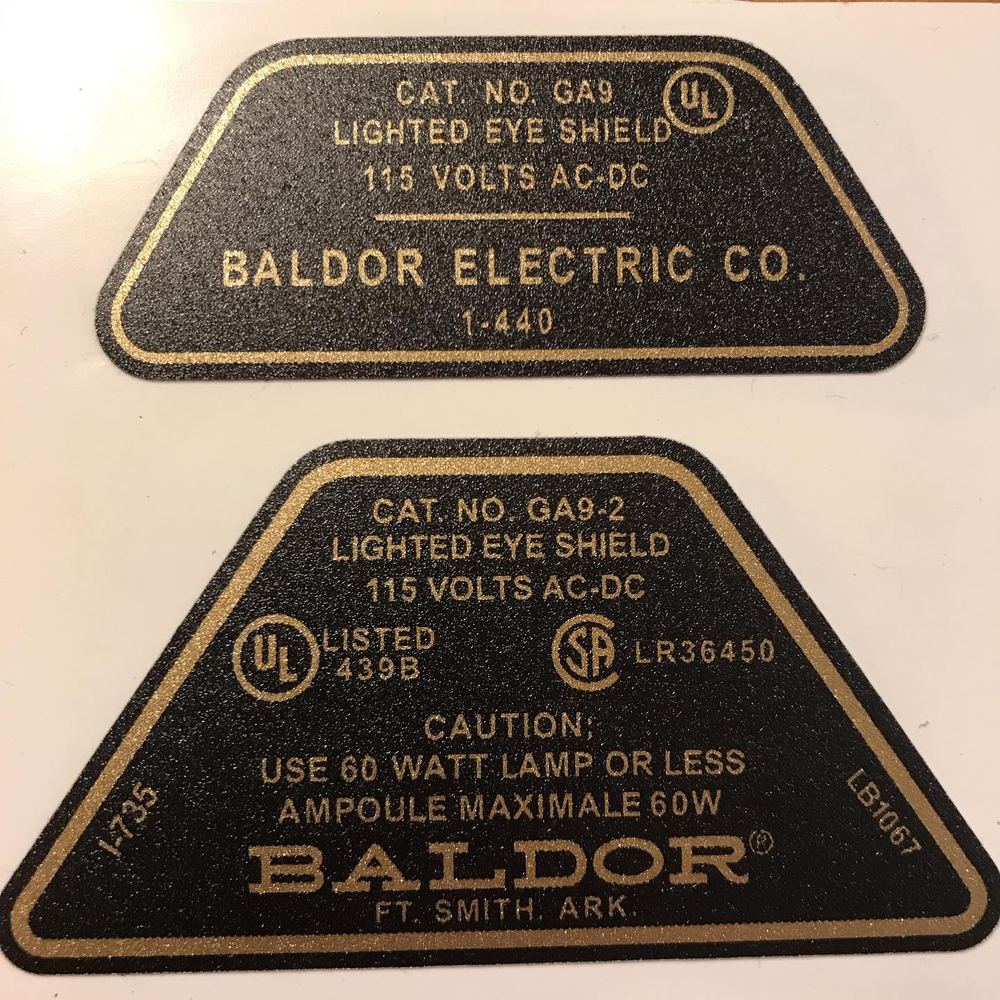 CAT. NO. GA9
UL
LIGHTED EYE SHIELD
115 VOLTS AC-DC
BALDOR ELECTRIC CO.
1-440
CAT. NO. GA9-2
LIGHTED EYE SHIELD
115 VOLTS AC-DC
UL LISTED SA LR36450
439B
CAUTION;
USE 60 WATT LAMP OR LESS
AMPOULE MAXIMALE 60W
I-735
LB1067
BALDOR®
FT. SMITH. ARK.